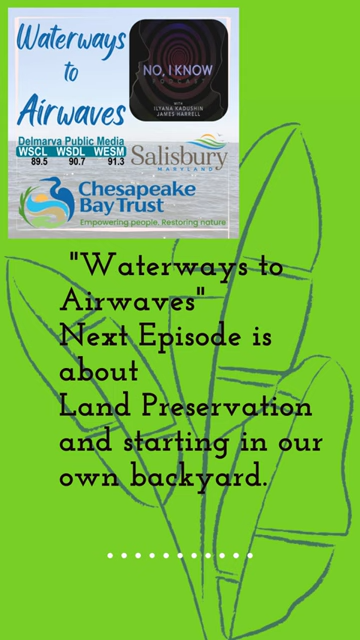 Waterways
to
Airwaves
NO, I KNOW
PODCAST
WITH
ILYANA KADUSHIN
JAMES HARRELL
Delmarva Public Media
WSCL WSDL WESM
89.5 90.7 91.3
Salisbury
MARYLAND
Chesapeake
Bay Trust
Empowering people. Restoring nature
"Waterways to
Airwaves"
Next Episode is
about
Land Preservation
and starting in our
own backyard.